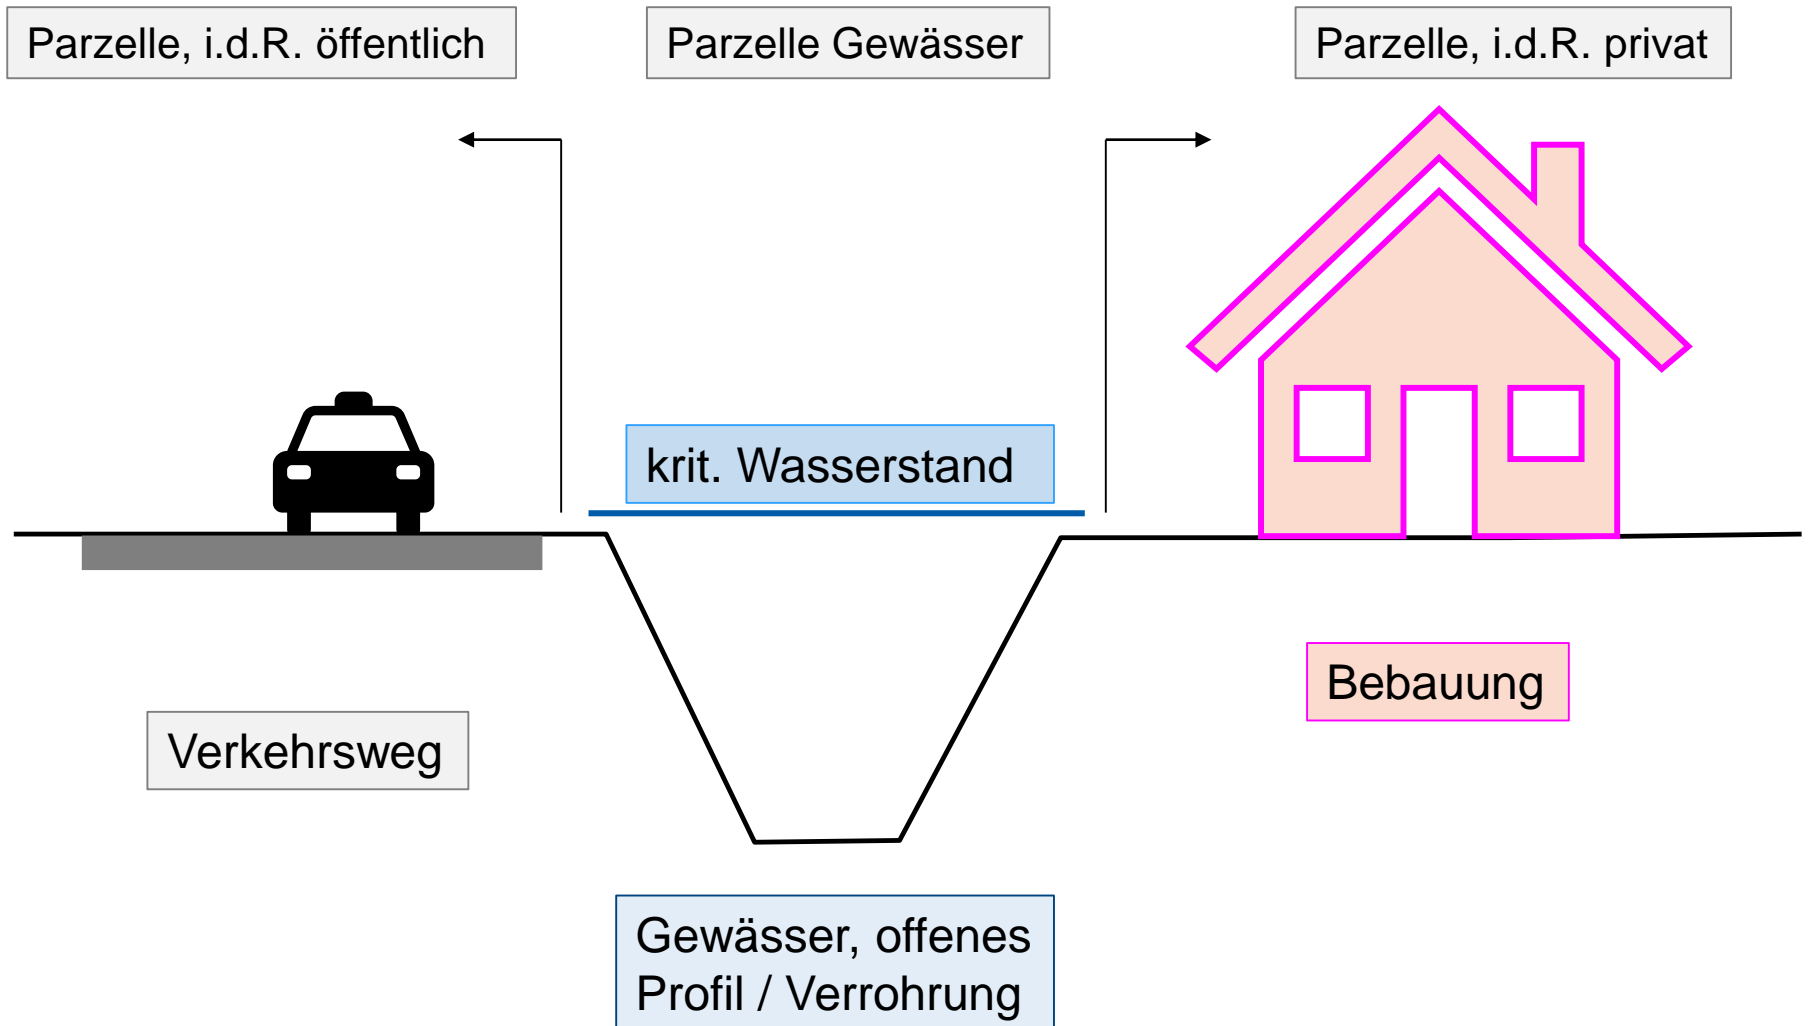 Parzelle, i.d.R. öffentlich
Parzelle Gewässer
Parzelle, i.d.R. privat
krit. Wasserstand
Bebauung
Verkehrsweg
Gewässer, offenes
Profil / Verrohrung